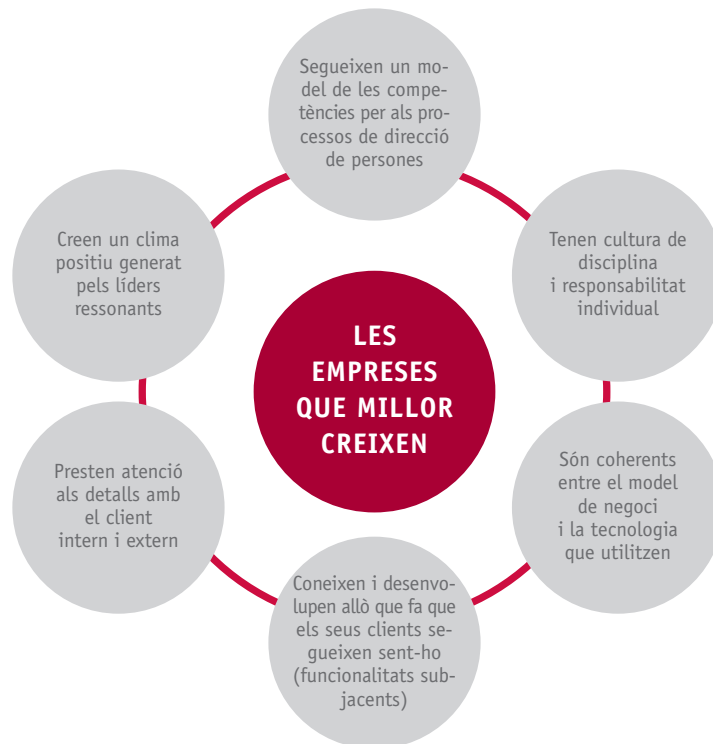 Segueixen un mo-
del de les compe-
tències per als pro-
cessos de direcció
de persones
Creen un clima
positiu generat
pels líders
ressonants
Tenen cultura de
disciplina
i responsabilitat
individual
LES
EMPRESES
QUE MILLOR
CREIXEN
Presten atenció
als detalls amb
el client
intern i extern
Són coherents
entre el model
de negoci
i la tecnologia
que utilitzen
Coneixen i desenvo-
lupen allò que fa que
els seus clients se-
gueixen sent-ho
(funcionalitats sub-
jacents)